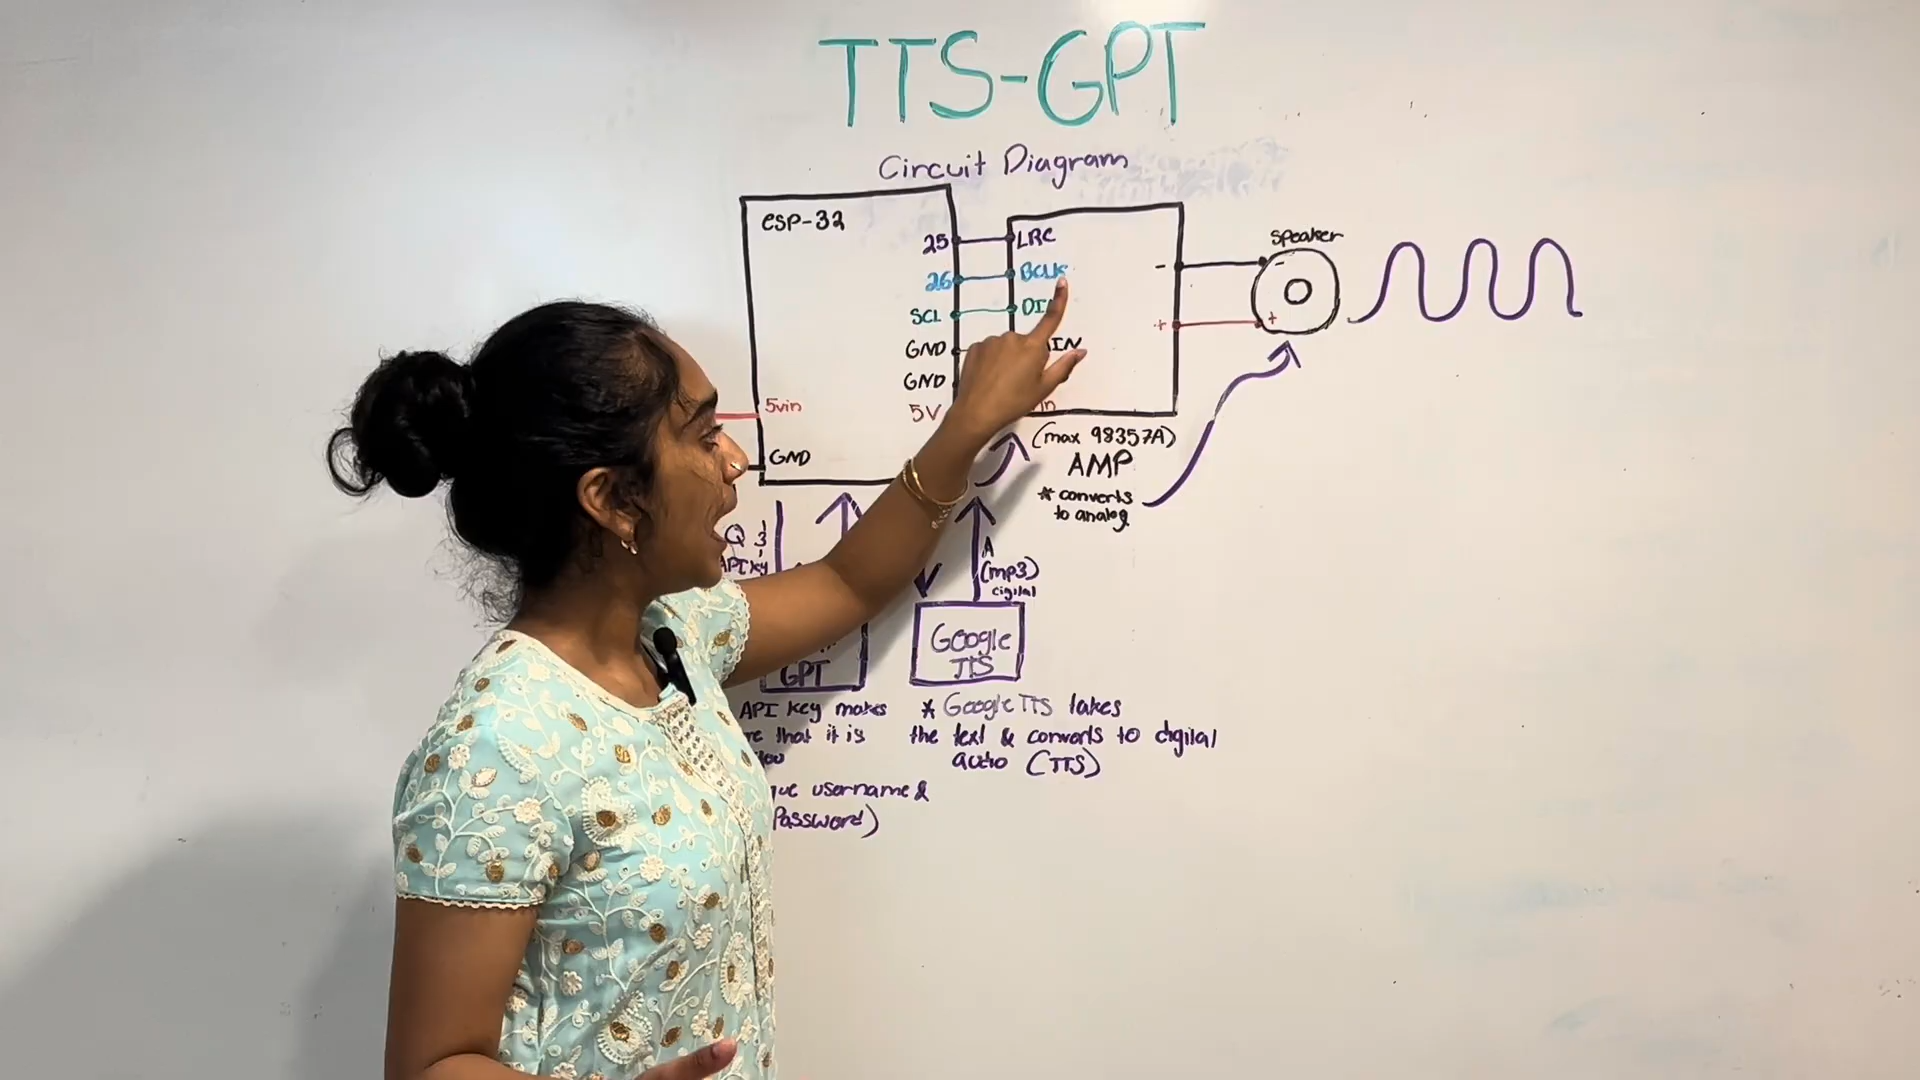 TTS-GPT
Circuit Diagram
esp-32
25
26
SCL
GND
GND
5V
5vin
GND
LRC
BCLK
-
+
speaker
-
+
(max 98357A)
AMP
* converts
to analog
Q 3
API key
A
(mp3)
cigital
GPT
Google
TTS
API key makes
that it is
username &
Password)
* Google TTS takes
the text & converts to digital
audio (TTS)